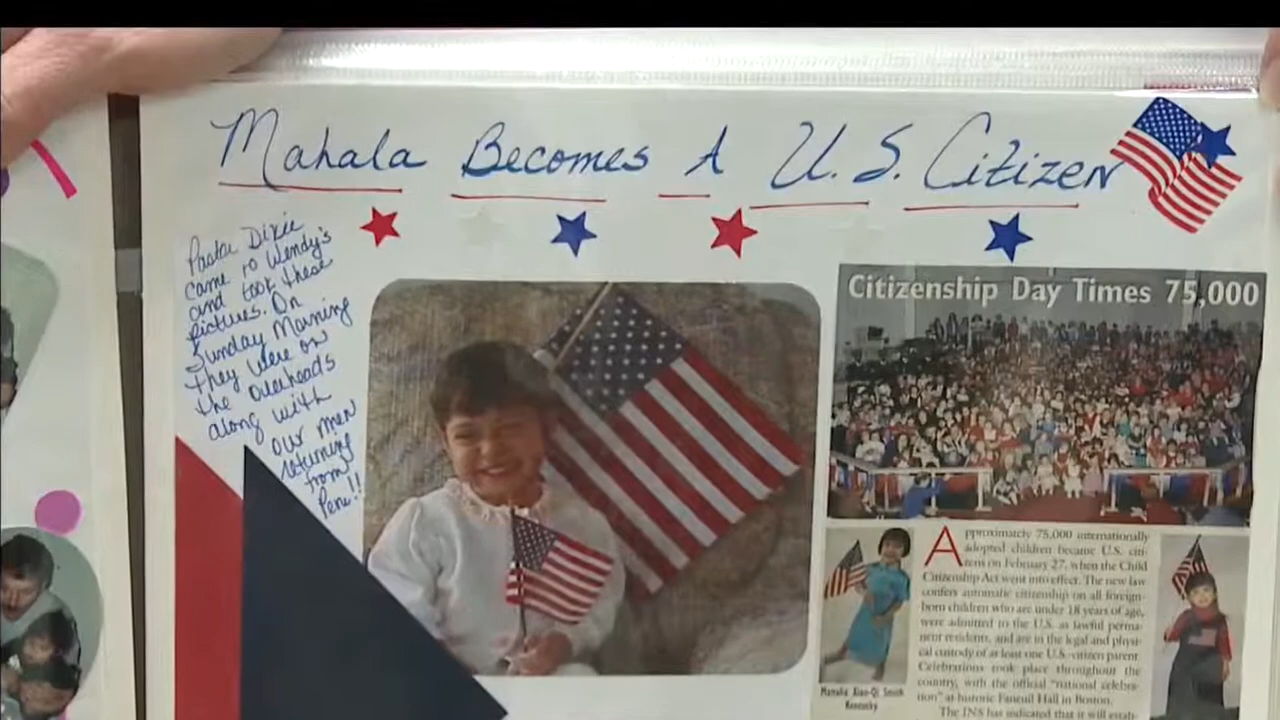 Mahala Becomes A U.S. Citizen
Pastor Dixie
came to Wendy's
and took these
pictures. On
Sunday Morning
they were on
the overheads
along with
our men
returning
from
Peru!!
Citizenship Day Times 75,000
Approximately 75,000 internationally
adopted children became U.S. citi-
zens on February 27, when the Child
Citizenship Act went into effect. The new law
confers automatic citizenship on all foreign-
born children who are under 18 years of age,
were admitted to the U.S. as lawful perma-
nent residents, and are in the legal and physi-
cal custody of at least one U.S.-citizen parent
Celebrations took place throughout the
country, with the official "national celebra-
tion" at historic Faneuil Hall in Boston.
The INS has indicated that it will estab-
Xiao-Qi Smith
Kentucky